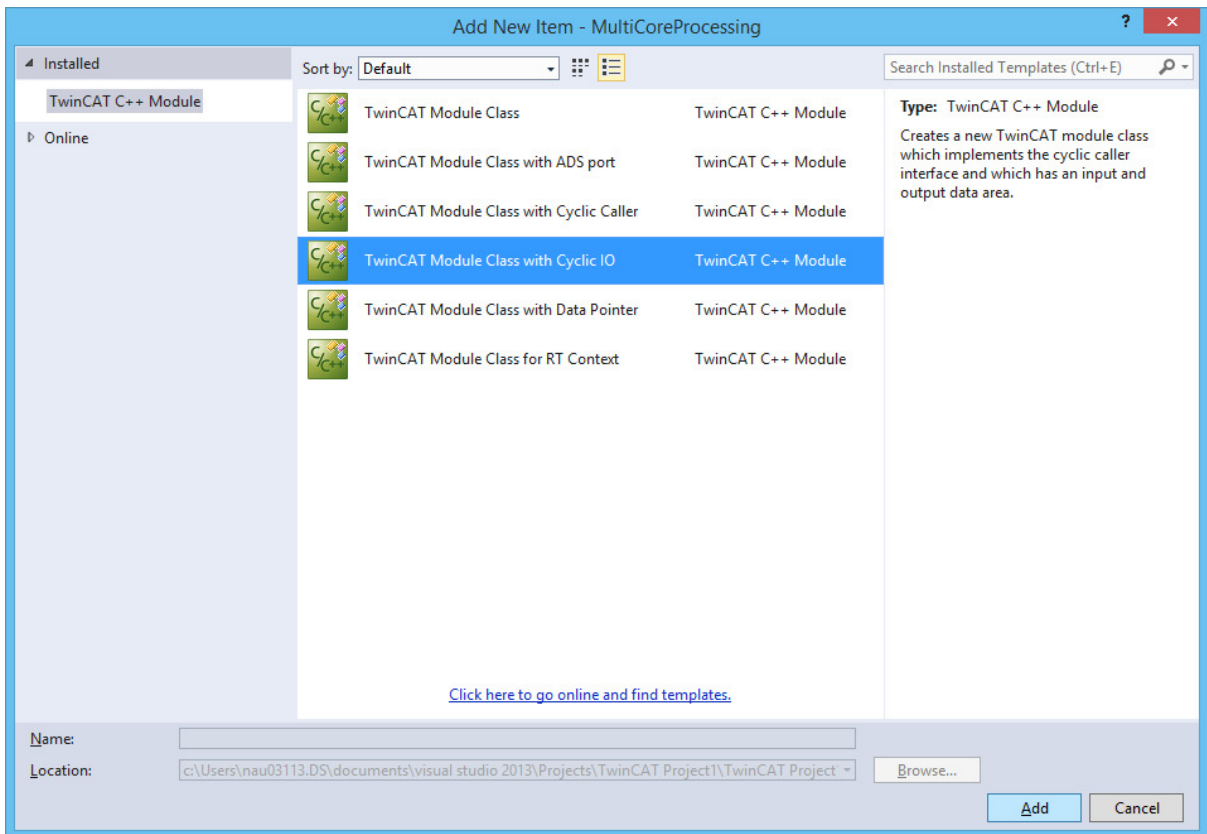 Add New Item - MultiCoreProcessing
?
Installed
TwinCAT C++ Module
Online
Sort by: Default
Search Installed Templates (Ctrl+E)
C/C++ TwinCAT Module Class TwinCAT C++ Module
C/C++ TwinCAT Module Class with ADS port TwinCAT C++ Module
C/C++ TwinCAT Module Class with Cyclic Caller TwinCAT C++ Module
C/C++ TwinCAT Module Class with Cyclic IO TwinCAT C++ Module
C/C++ TwinCAT Module Class with Data Pointer TwinCAT C++ Module
C/C++ TwinCAT Module Class for RT Context TwinCAT C++ Module
Click here to go online and find templates.
Type: TwinCAT C++ Module
Creates a new TwinCAT module class
which implements the cyclic caller
interface and which has an input and
output data area.
Name:
Location: c:\Users\nau03113.DS\documents\visual studio 2013\Projects\TwinCAT Project1\TwinCAT Project
Browse...
Add
Cancel